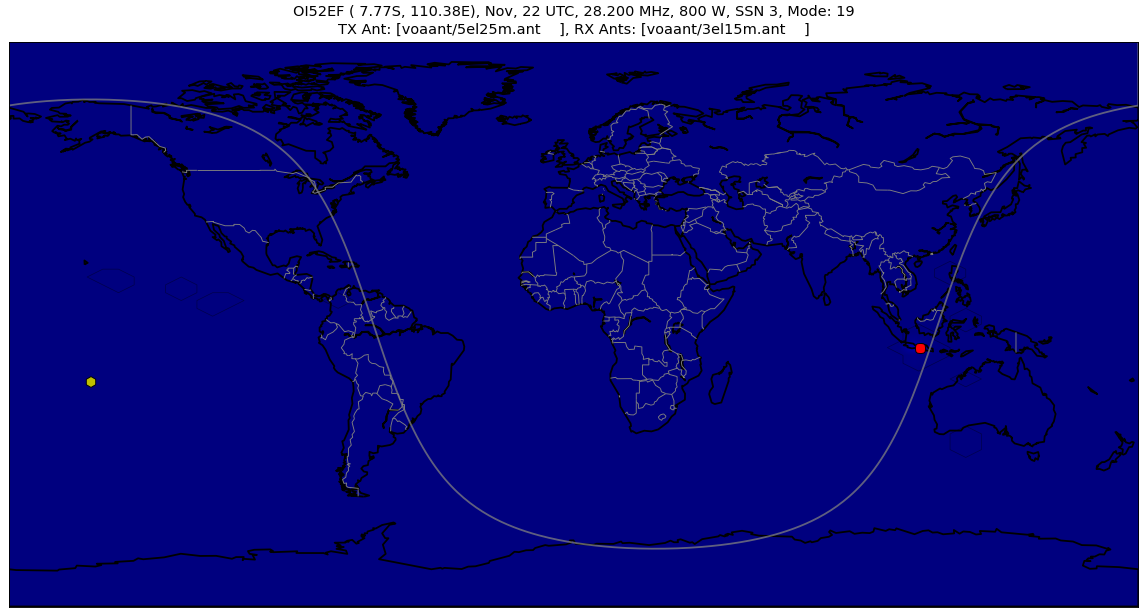 OI52EF ( 7.77S, 110.38E), Nov, 22 UTC, 28.200 MHz, 800 W, SSN 3, Mode: 19
TX Ant: [voaant/5el25m.ant    ], RX Ants: [voaant/3el15m.ant    ]